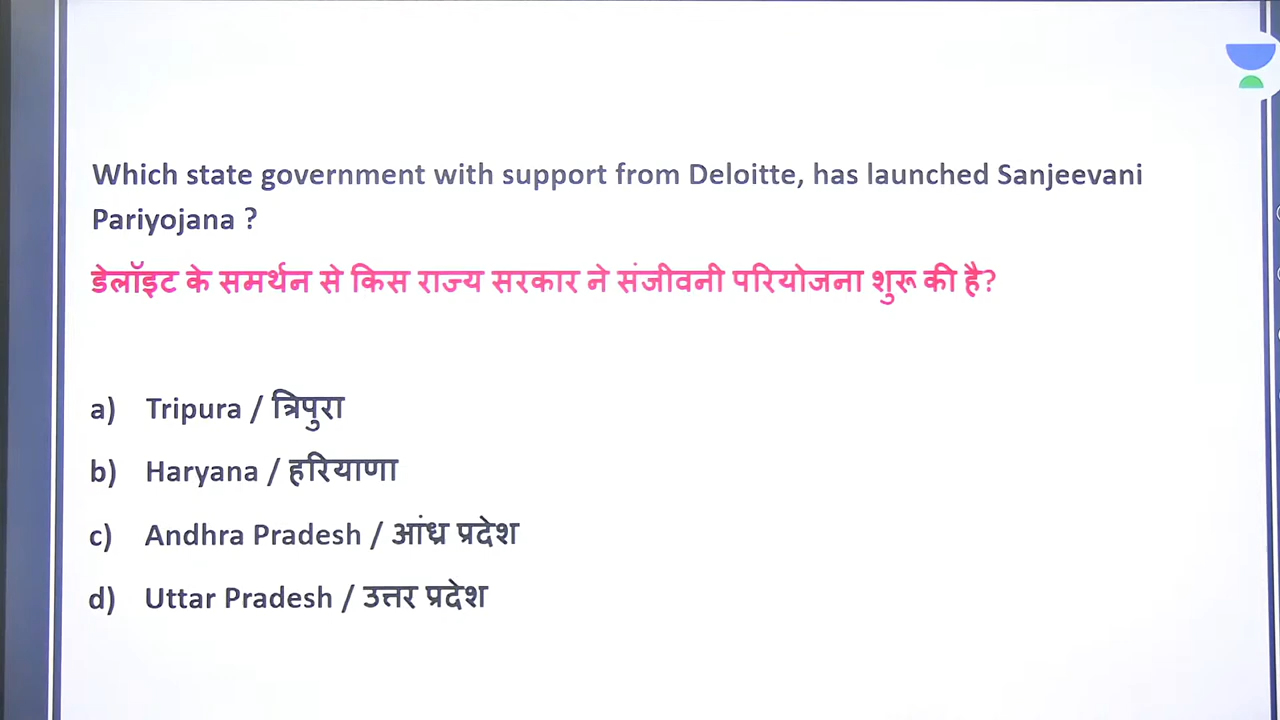 Which state government with support from Deloitte, has launched Sanjeevani
Pariyojana ?
डेलॉइट के समर्थन से किस राज्य सरकार ने संजीवनी परियोजना शुरू की है?
a) Tripura / त्रिपुरा
b) Haryana / हरियाणा
c) Andhra Pradesh / आंध्र प्रदेश
d) Uttar Pradesh / उत्तर प्रदेश